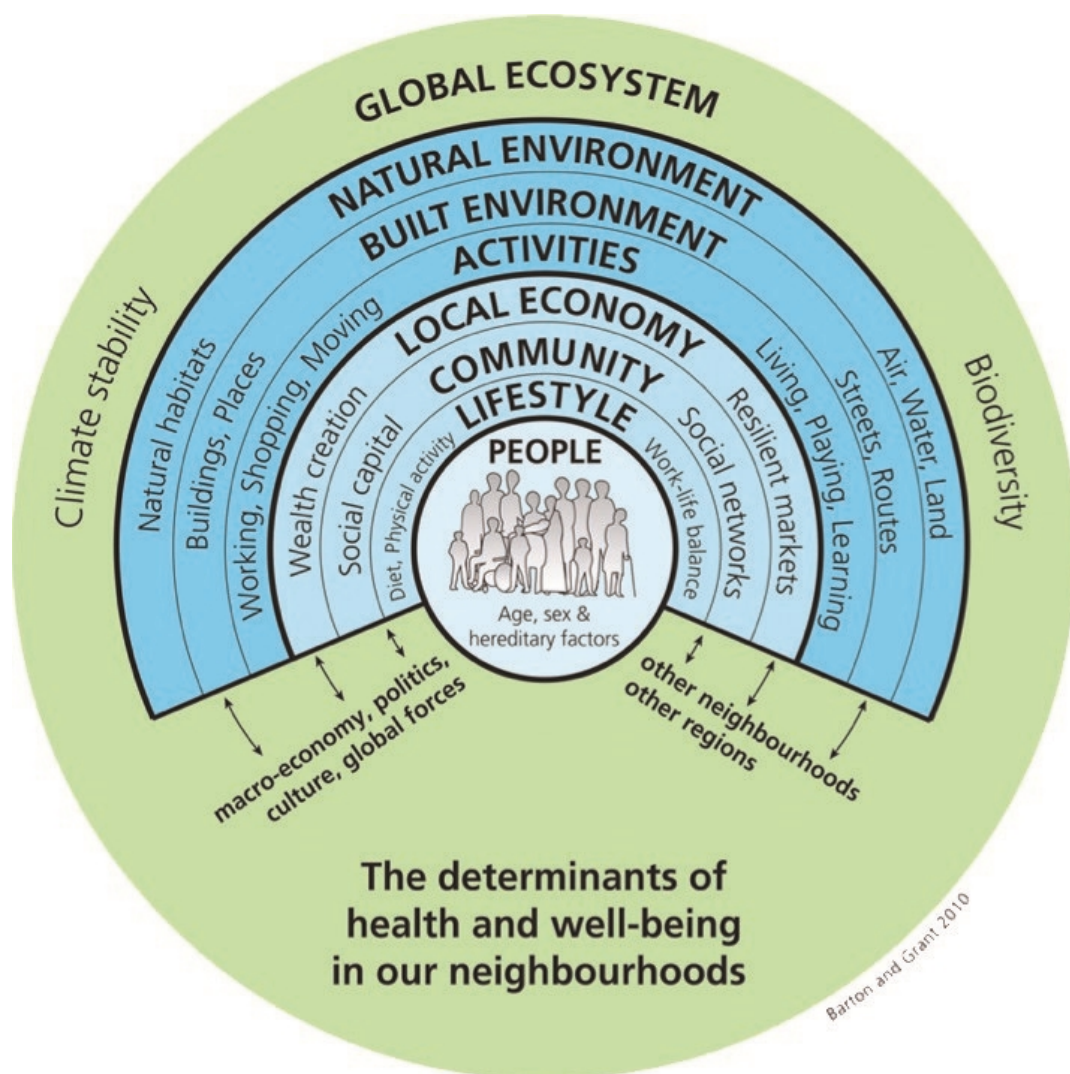 GLOBAL ECOSYSTEM
NATURAL ENVIRONMENT
BUILT ENVIRONMENT
ACTIVITIES
LOCAL ECONOMY
COMMUNITY
LIFESTYLE
PEOPLE
Age, sex &
hereditary factors
Climate stability
Natural habitats
Buildings, Places
Working, Shopping, Moving
Wealth creation
Social capital
Diet, Physical activity
Work-life balance
Social networks
Resilient markets
Living, Playing, Learning
Streets, Routes
Air, Water, Land
Biodiversity
macro-economy, politics,
culture, global forces
other neighbourhoods
other regions
The determinants of
health and well-being
in our neighbourhoods
Barton and Grant 2010